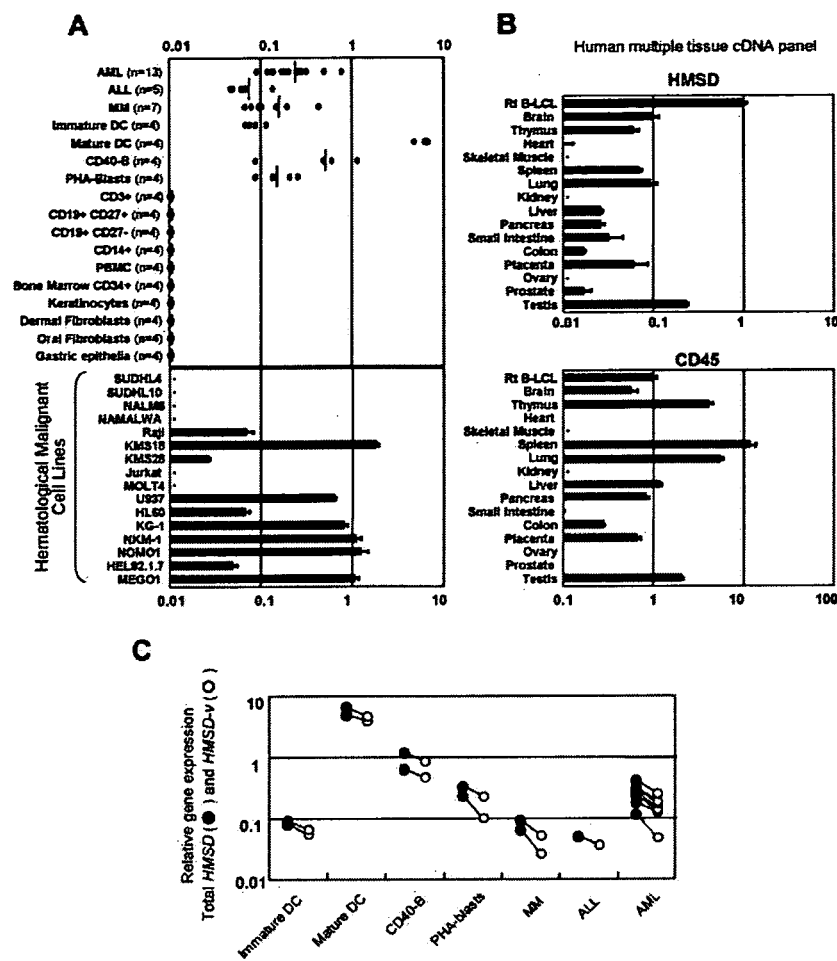 A
0.01 0.1 1 10
AML (n=13)
ALL (n=5)
MM (n=7)
Immature DC (n=4)
Mature DC (n=4)
CD40-B (n=4)
PHA-Blasts (n=4)
CD3+ (n=4)
CD19+ CD27+ (n=4)
CD19+ CD27- (n=4)
CD14+ (n=4)
PBMC (n=4)
Bone Marrow CD34+ (n=4)
Keratinocytes (n=4)
Dermal Fibroblasts (n=4)
Oral Fibroblasts (n=4)
Gastric epithelia (n=4)
Hematological Malignant
Cell Lines
SUDHL4
SUDHL10
NALM6
NAMALWA
Raji
KMS18
KMS28
Jurkat
MOLT4
U937
HL60
KG-1
NKM-1
NOMO1
HEL92.1.7
MEGO1
0.01 0.1 1 10
B
Human multiple tissue cDNA panel
HMSD
Rt B-LCL
Brain
Thymus
Heart
Skeletal Muscle
Spleen
Lung
Kidney
Liver
Pancreas
Small Intestine
Colon
Placenta
Ovary
Prostate
Testis
0.01 0.1 1 10
CD45
Rt B-LCL
Brain
Thymus
Heart
Skeletal Muscle
Spleen
Lung
Kidney
Liver
Pancreas
Small Intestine
Colon
Placenta
Ovary
Prostate
Testis
0.1 1 10 100
C
Relative gene expression
Total HMSD (●) and HMSD-v (○)
10
1
0.1
0.01
Immature DC
Mature DC
CD40-B
PHA-blasts
MM
ALL
AML